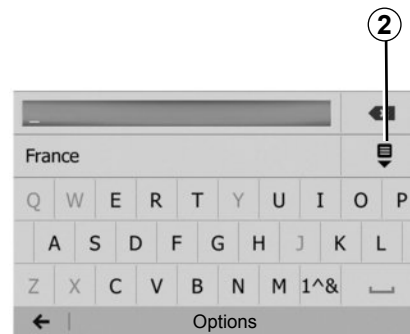 2
_
France
Q W E R T Y U I O P
A S D F G H J K L
Z X C V B N M 1^&
Options